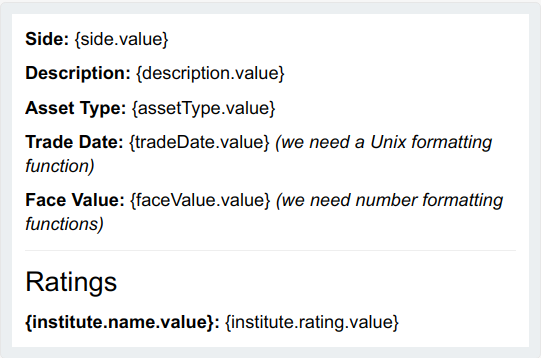 Side: {side.value}
Description: {description.value}
Asset Type: {assetType.value}
Trade Date: {tradeDate.value} (we need a Unix formatting
function)
Face Value: {faceValue.value} (we need number formatting
functions)
Ratings
{institute.name.value}: {institute.rating.value}